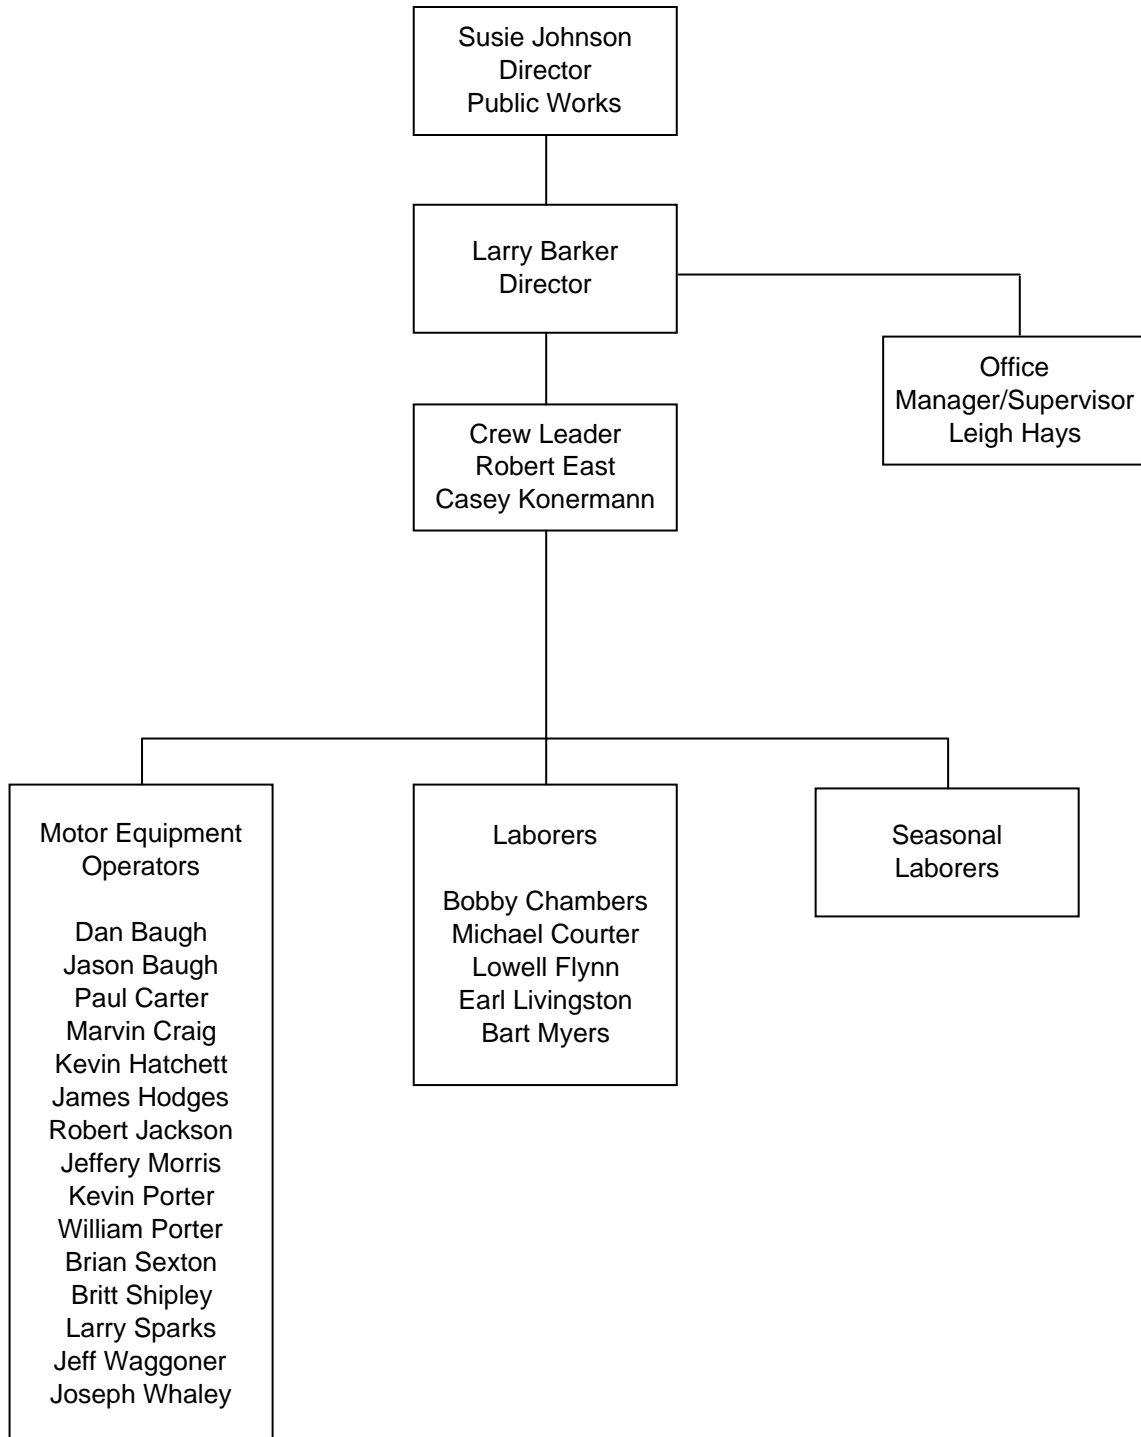 Susie Johnson
Director
Public Works
Larry Barker
Director
Office
Manager/Supervisor
Leigh Hays
Crew Leader
Robert East
Casey Konermann
Motor Equipment
Operators
Dan Baugh
Jason Baugh
Paul Carter
Marvin Craig
Kevin Hatchett
James Hodges
Robert Jackson
Jeffery Morris
Kevin Porter
William Porter
Brian Sexton
Britt Shipley
Larry Sparks
Jeff Waggoner
Joseph Whaley
Laborers
Bobby Chambers
Michael Courter
Lowell Flynn
Earl Livingston
Bart Myers
Seasonal
Laborers